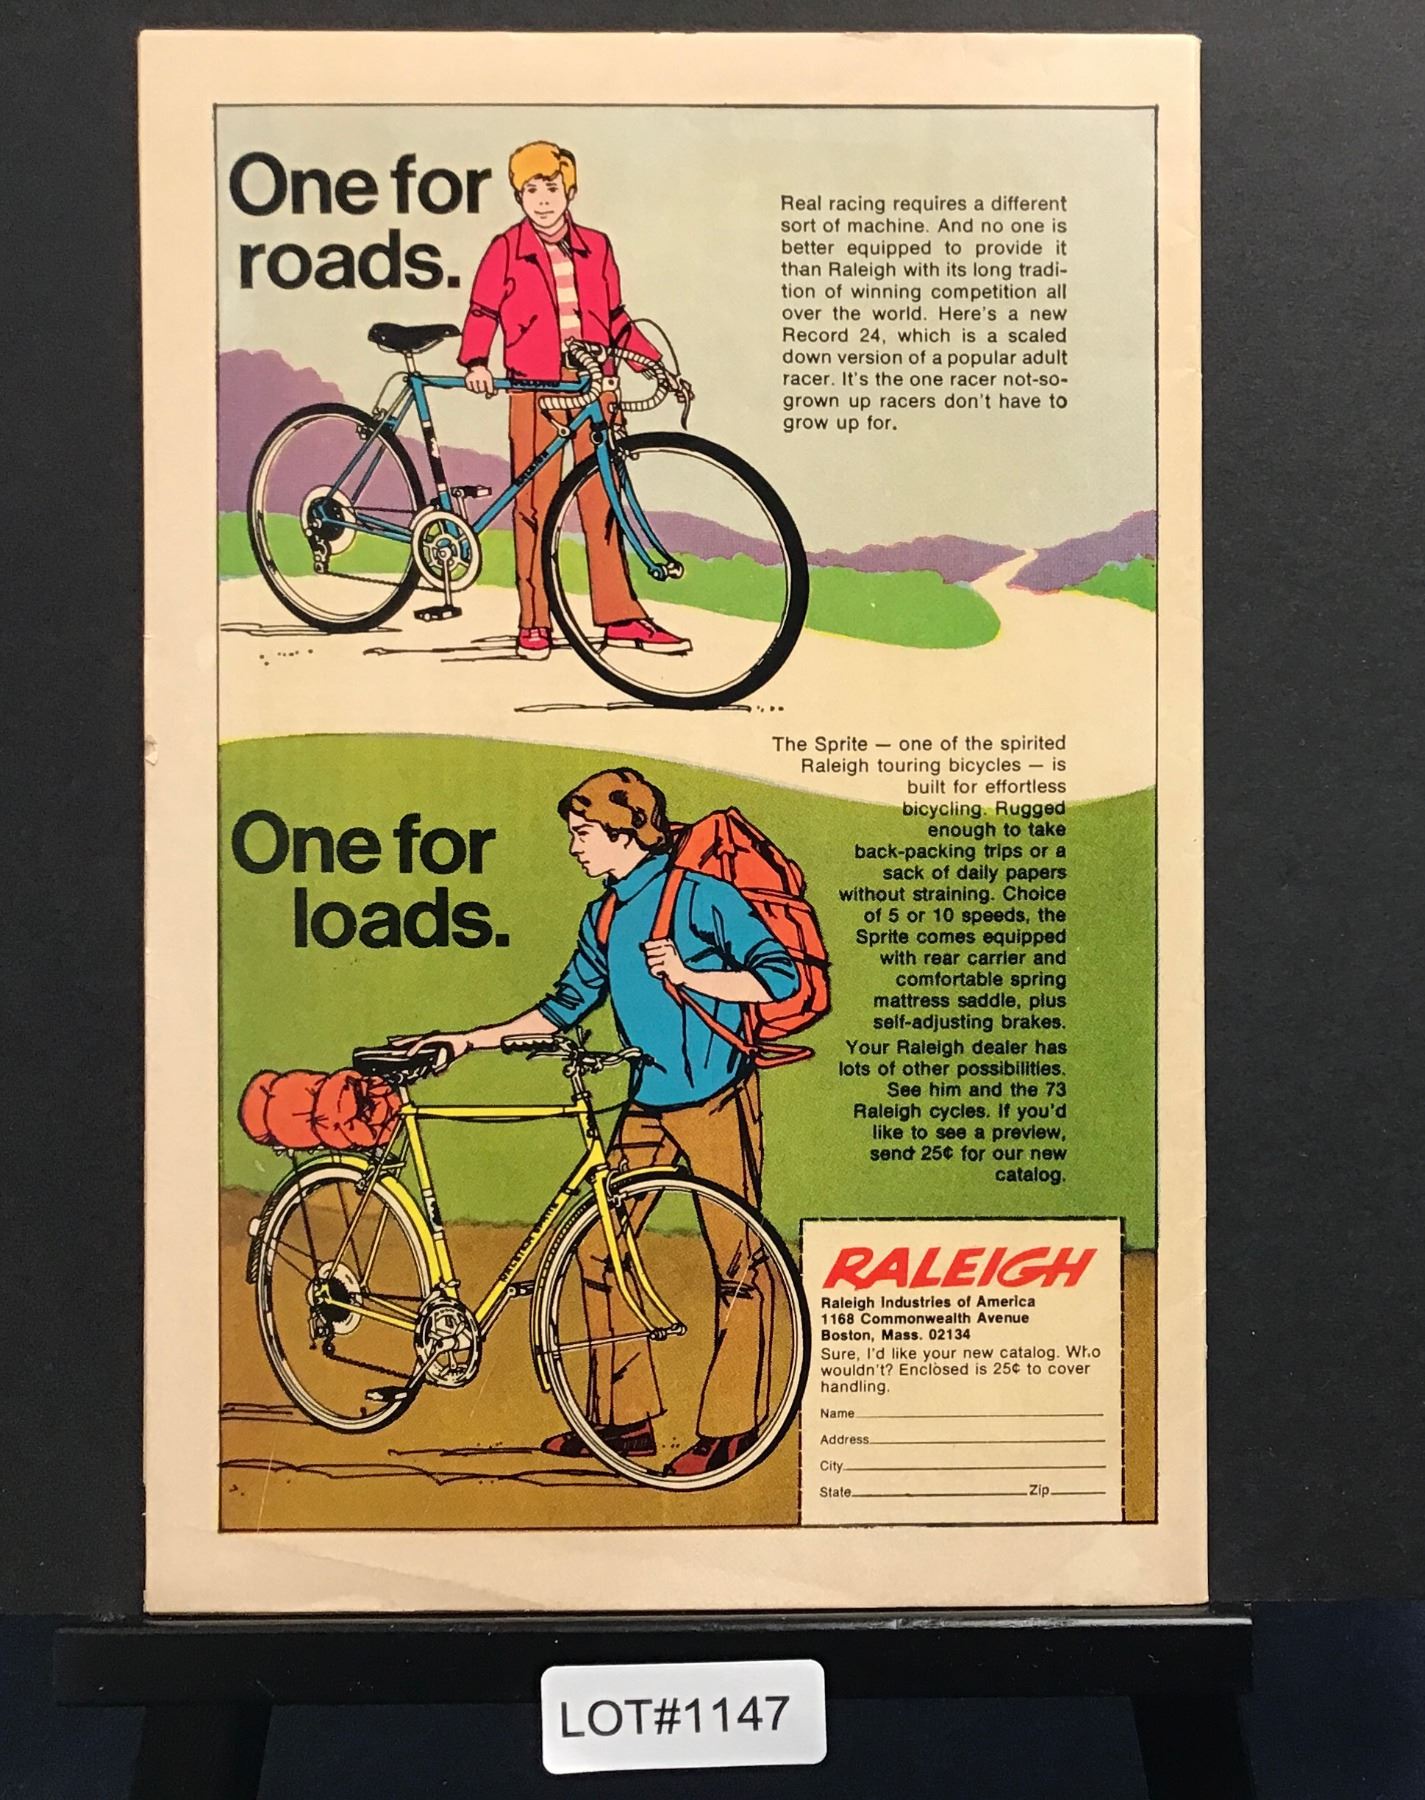 One for
roads.
Real racing requires a different
sort of machine. And no one is
better equipped to provide it
than Raleigh with its long tradi-
tion of winning competition all
over the world. Here's a new
Record 24, which is a scaled
down version of a popular adult
racer. It's the one racer not-so-
grown up racers don't have to
grow up for.
RALEIGH
The Sprite — one of the spirited
Raleigh touring bicycles — is
built for effortless
bicycling. Rugged
enough to take
back-packing trips or a
sack of daily papers
without straining. Choice
of 5 or 10 speeds, the
Sprite comes equipped
with rear carrier and
comfortable spring
mattress saddle, plus
self-adjusting brakes.
Your Raleigh dealer has
lots of other possibilities.
See him and the 73
Raleigh cycles. If you'd
like to see a preview,
send 25¢ for our new
catalog.
One for
loads.
RALEIGH SPRITE
RALEIGH
Raleigh Industries of America
1168 Commonwealth Avenue
Boston, Mass. 02134
Sure, I'd like your new catalog. Who
wouldn't? Enclosed is 25¢ to cover
handling.
Name
Address
City
State Zip
LOT#1147